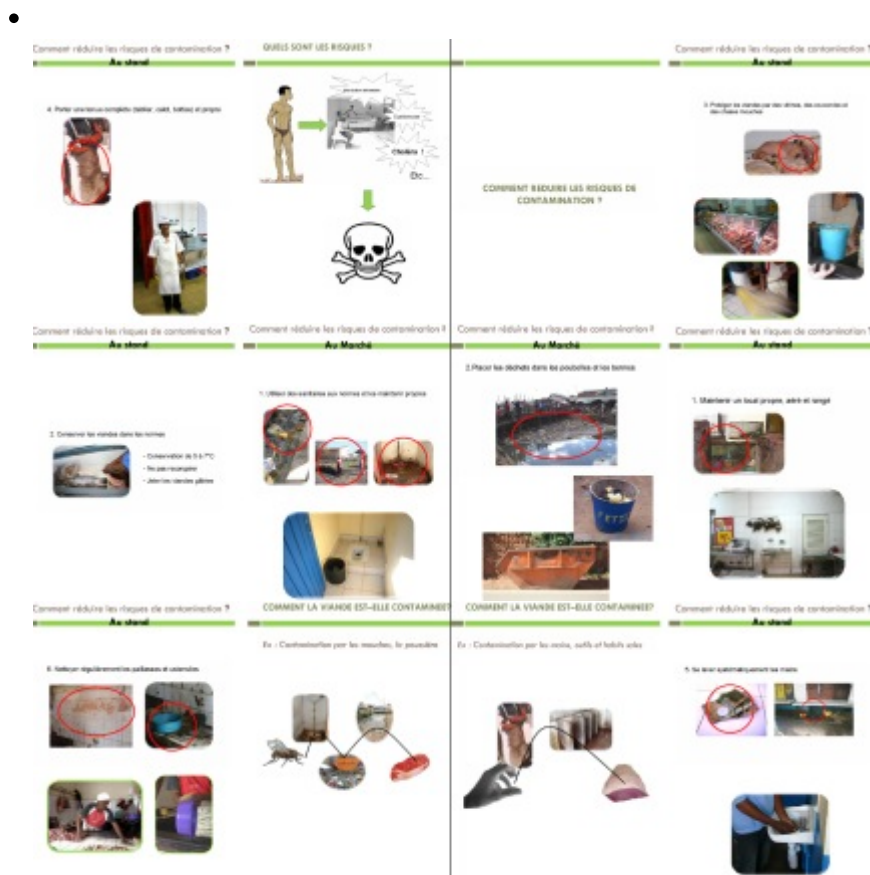 Comment réduire les risques de contamination ?
Au stand
4. Porter une tenue complète (tablier, calot, bottes) et propre
QUELS SONT LES RISQUES ?
Choléra !
Etc...
COMMENT REDUIRE LES RISQUES DE
CONTAMINATION ?
Comment réduire les risques de contamination ?
Au stand
3. Protéger les viandes par des vitrines, des couvercles et
des chasse mouches
Comment réduire les risques de contamination ?
Au stand
2. Conserver les viandes dans les normes
- Conservation de 0 à 7°C
- Ne pas recongeler
- Jeter les viandes gâtées
Comment réduire les risques de contamination ?
Au Marché
1. Utiliser des sanitaires aux normes et les maintenir propres
Comment réduire les risques de contamination ?
Au Marché
2.Placer les déchets dans les poubelles et les bennes
Comment réduire les risques de contamination ?
Au stand
1. Maintenir un local propre, aéré et rangé
Comment réduire les risques de contamination ?
Au stand
6. Nettoyer régulièrement les paillasses et ustensiles
COMMENT LA VIANDE EST-ELLE CONTAMINEE?
Ex : Contamination par les mouches, la poussière
COMMENT LA VIANDE EST-ELLE CONTAMINEE?
Ex : Contamination par les mains, outils et habits sales
Comment réduire les risques de contamination ?
Au stand
5. Se laver systématiquement les mains